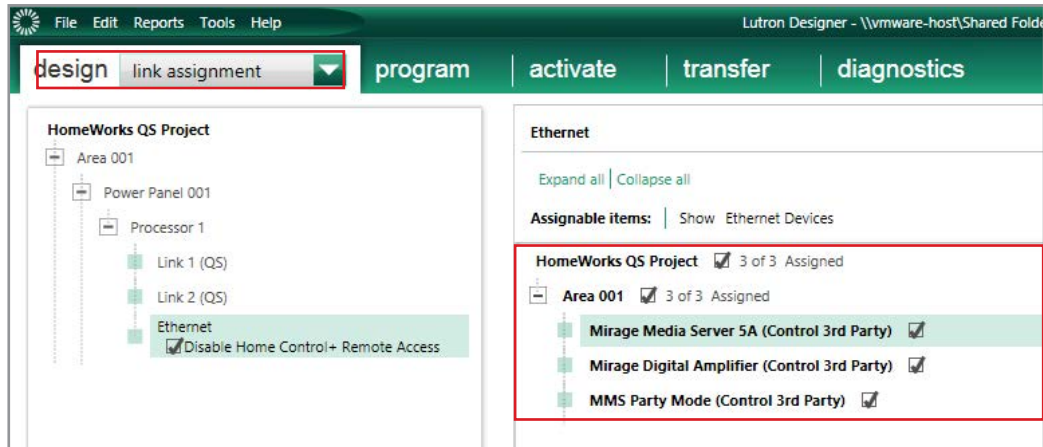 File Edit Reports Tools Help
Lutron Designer - \\vmware-host\Shared Folde
design link assignment program activate transfer diagnostics
HomeWorks QS Project
Area 001
Power Panel 001
Processor 1
Link 1 (QS)
Link 2 (QS)
Ethernet
Disable Home Control+ Remote Access
Ethernet
Expand all | Collapse all
Assignable items: | Show Ethernet Devices
HomeWorks QS Project 3 of 3 Assigned
Area 001 3 of 3 Assigned
Mirage Media Server 5A (Control 3rd Party)
Mirage Digital Amplifier (Control 3rd Party)
MMS Party Mode (Control 3rd Party)